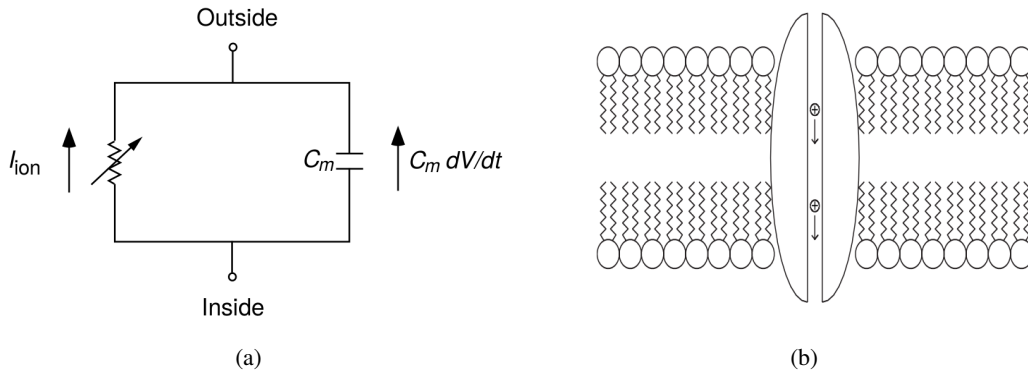 Outside
I_ion
C_m
C_m dV/dt
Inside
(a)
+
+
(b)